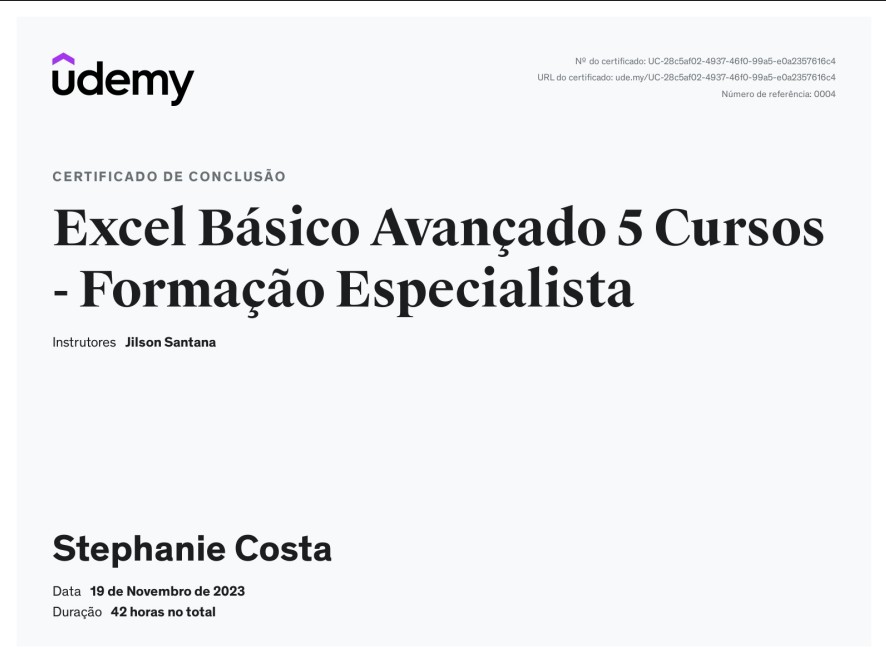 Nº do certificado: UC-28c5af02-4937-46f0-99a5-e0a2357616c4
URL do certificado: ude.my/UC-28c5af02-4937-46f0-99a5-e0a2357616c4
Número de referência: 0004
udemy
CERTIFICADO DE CONCLUSÃO
Excel Básico Avançado 5 Cursos
- Formação Especialista
Instrutores Jilson Santana
Stephanie Costa
Data 19 de Novembro de 2023
Duração 42 horas no total